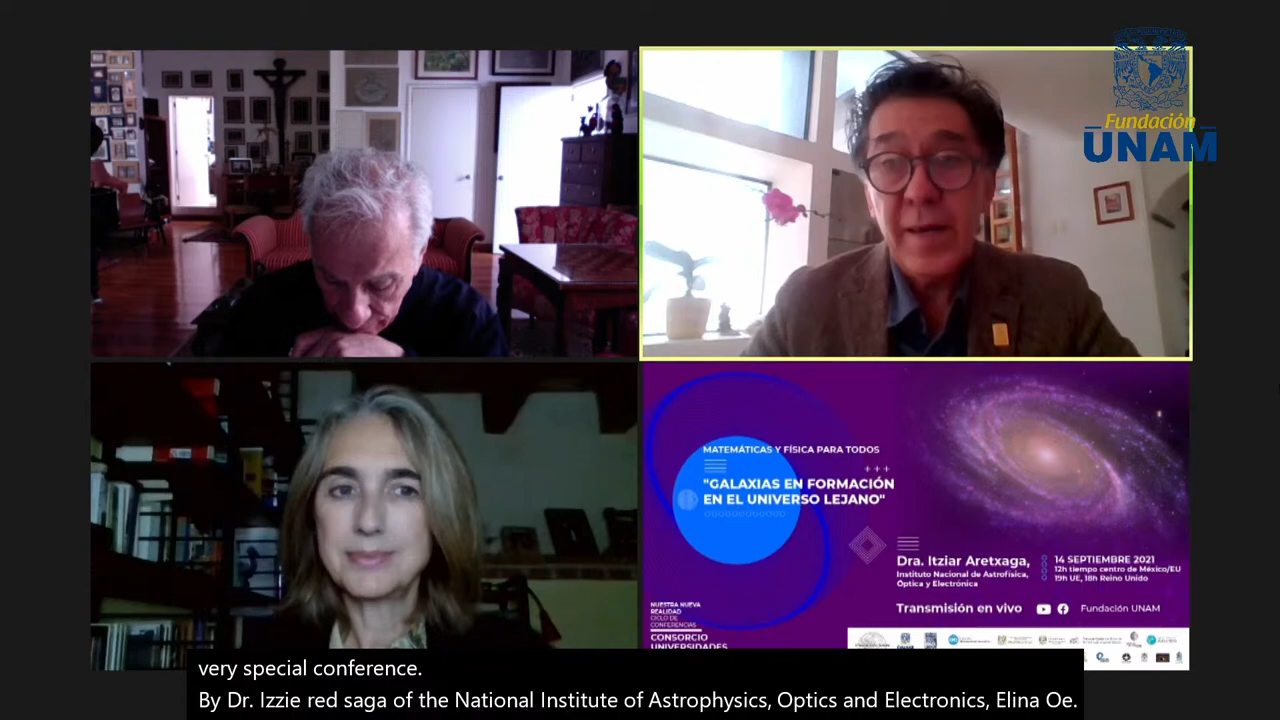 Fundación
UNAM
MATEMÁTICAS Y FÍSICA PARA TODOS
"GALAXIAS EN FORMACIÓN
EN EL UNIVERSO LEJANO"
Dra. Itziar Aretxaga,
Instituto Nacional de Astrofísica,
Óptica y Electrónica
14 SEPTIEMBRE 2021
12h tiempo centro de México/EU
19h UE, 18h Reino Unido
Transmisión en vivo
Fundación UNAM
NUESTRA NUEVA
REALIDAD
CICLO DE
CONFERENCIAS
CONSORCIO
UNIVERSIDADES
very special conference.
By Dr. Izzie red saga of the National Institute of Astrophysics, Optics and Electronics, Elina Oe.